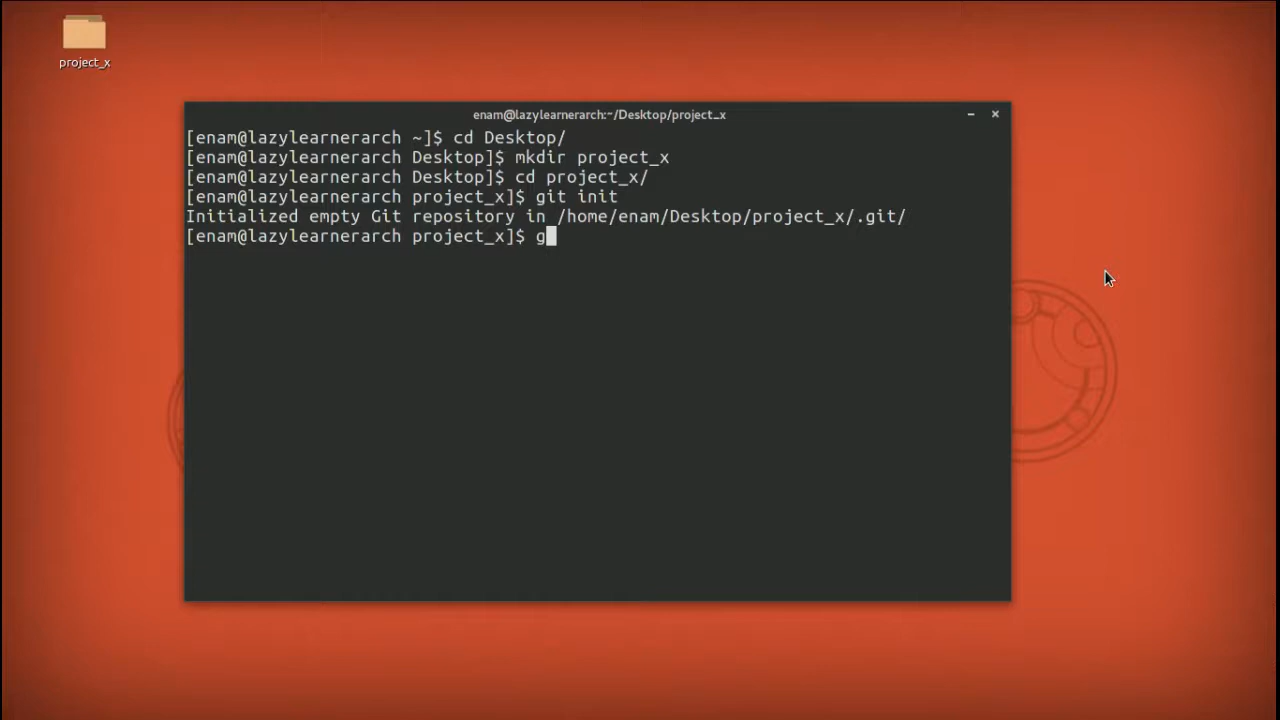 project_x
enam@lazylearnerarch:~/Desktop/project_x
[enam@lazylearnerarch ~]$ cd Desktop/
[enam@lazylearnerarch Desktop]$ mkdir project_x
[enam@lazylearnerarch Desktop]$ cd project_x/
[enam@lazylearnerarch project_x]$ git init
Initialized empty Git repository in /home/enam/Desktop/project_x/.git/
[enam@lazylearnerarch project_x]$ g